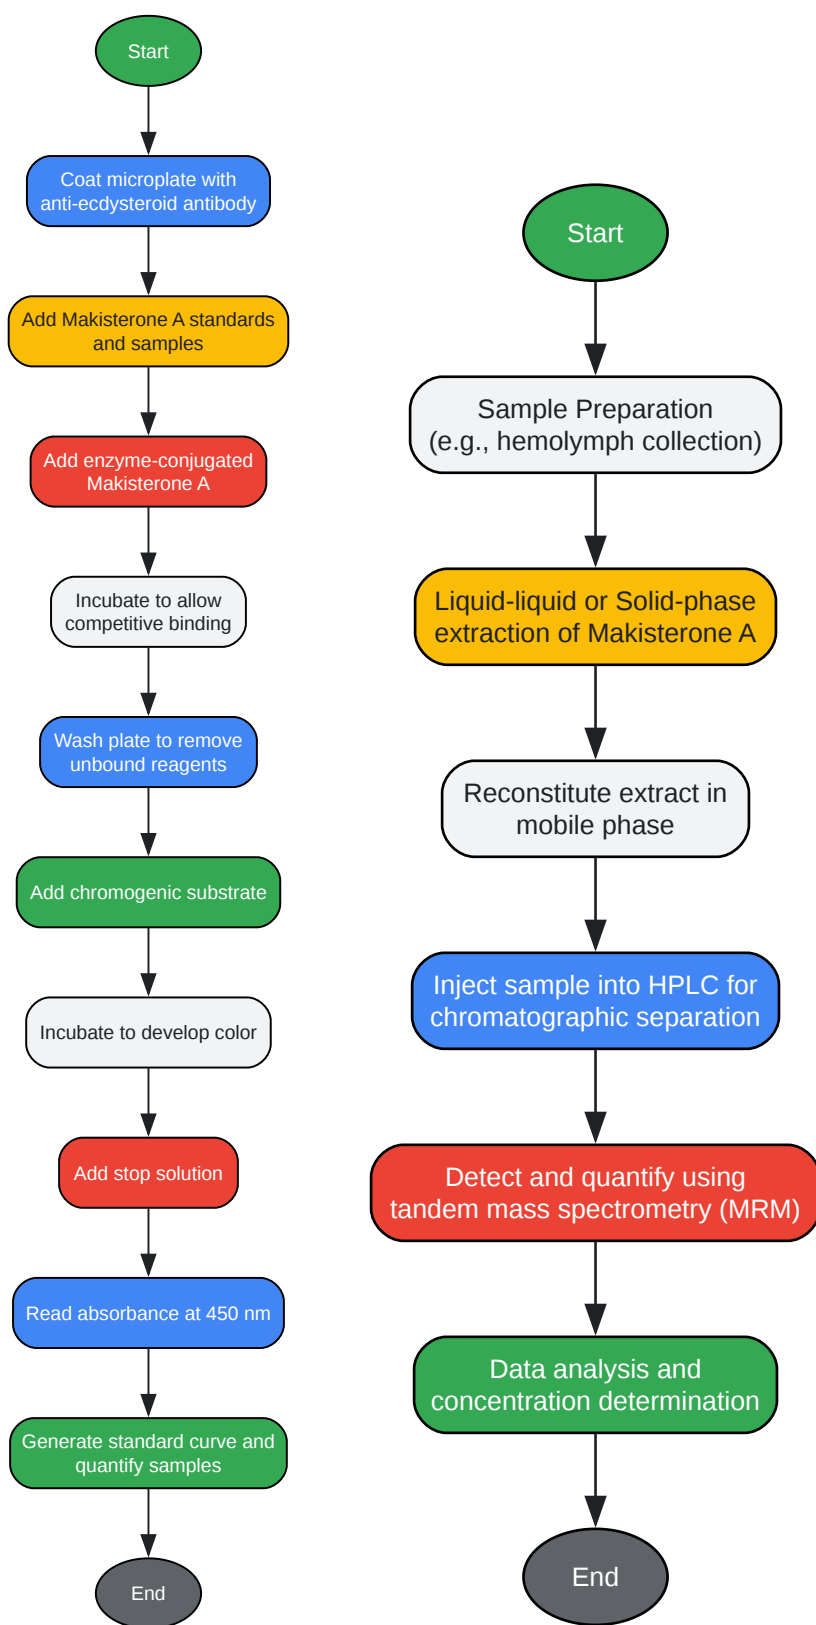 Start
Coat microplate with
anti-ecdysteroid antibody
Add Makisterone A standards
and samples
Add enzyme-conjugated
Makisterone A
Incubate to allow
competitive binding
Wash plate to remove
unbound reagents
Add chromogenic substrate
Incubate to develop color
Add stop solution
Read absorbance at 450 nm
Generate standard curve and
quantify samples
End
Start
Sample Preparation
(e.g., hemolymph collection)
Liquid-liquid or Solid-phase
extraction of Makisterone A
Reconstitute extract in
mobile phase
Inject sample into HPLC for
chromatographic separation
Detect and quantify using
tandem mass spectrometry (MRM)
Data analysis and
concentration determination
End